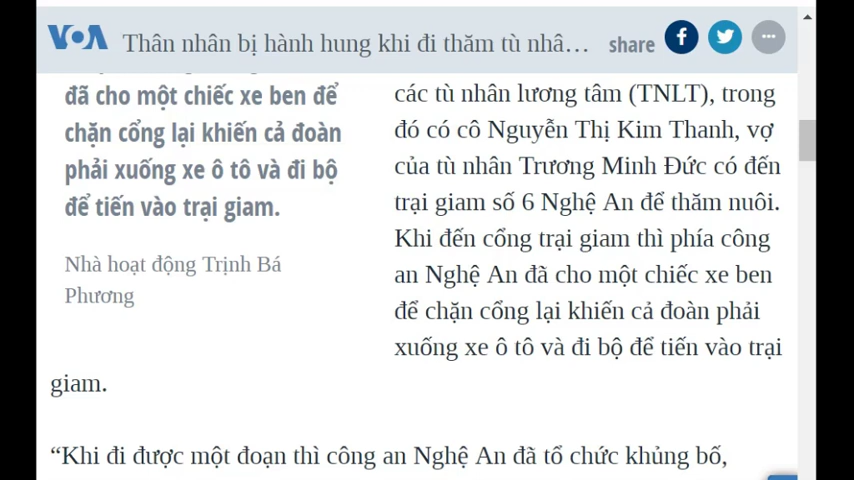 VOA
Thân nhân bị hành hung khi đi thăm tù nhâ…
share
đã cho một chiếc xe ben để
chặn cổng lại khiến cả đoàn
phải xuống xe ô tô và đi bộ
để tiến vào trại giam.
Nhà hoạt động Trịnh Bá
Phương
các tù nhân lương tâm (TNLT), trong
đó có cô Nguyễn Thị Kim Thanh, vợ
của tù nhân Trương Minh Đức có đến
trại giam số 6 Nghệ An để thăm nuôi.
Khi đến cổng trại giam thì phía công
an Nghệ An đã cho một chiếc xe ben
để chặn cổng lại khiến cả đoàn phải
xuống xe ô tô và đi bộ để tiến vào trại
giam.
“Khi đi được một đoạn thì công an Nghệ An đã tổ chức khủng bố,